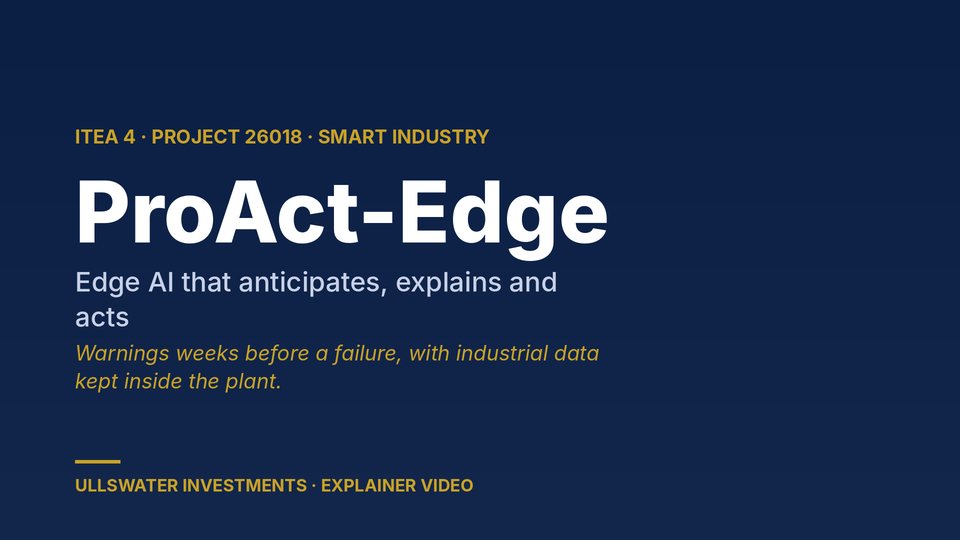 ITEA 4 · PROJECT 26018 · SMART INDUSTRY
ProAct-Edge
Edge AI that anticipates, explains and
acts
Warnings weeks before a failure, with industrial data
kept inside the plant.
ULLSWATER INVESTMENTS · EXPLAINER VIDEO